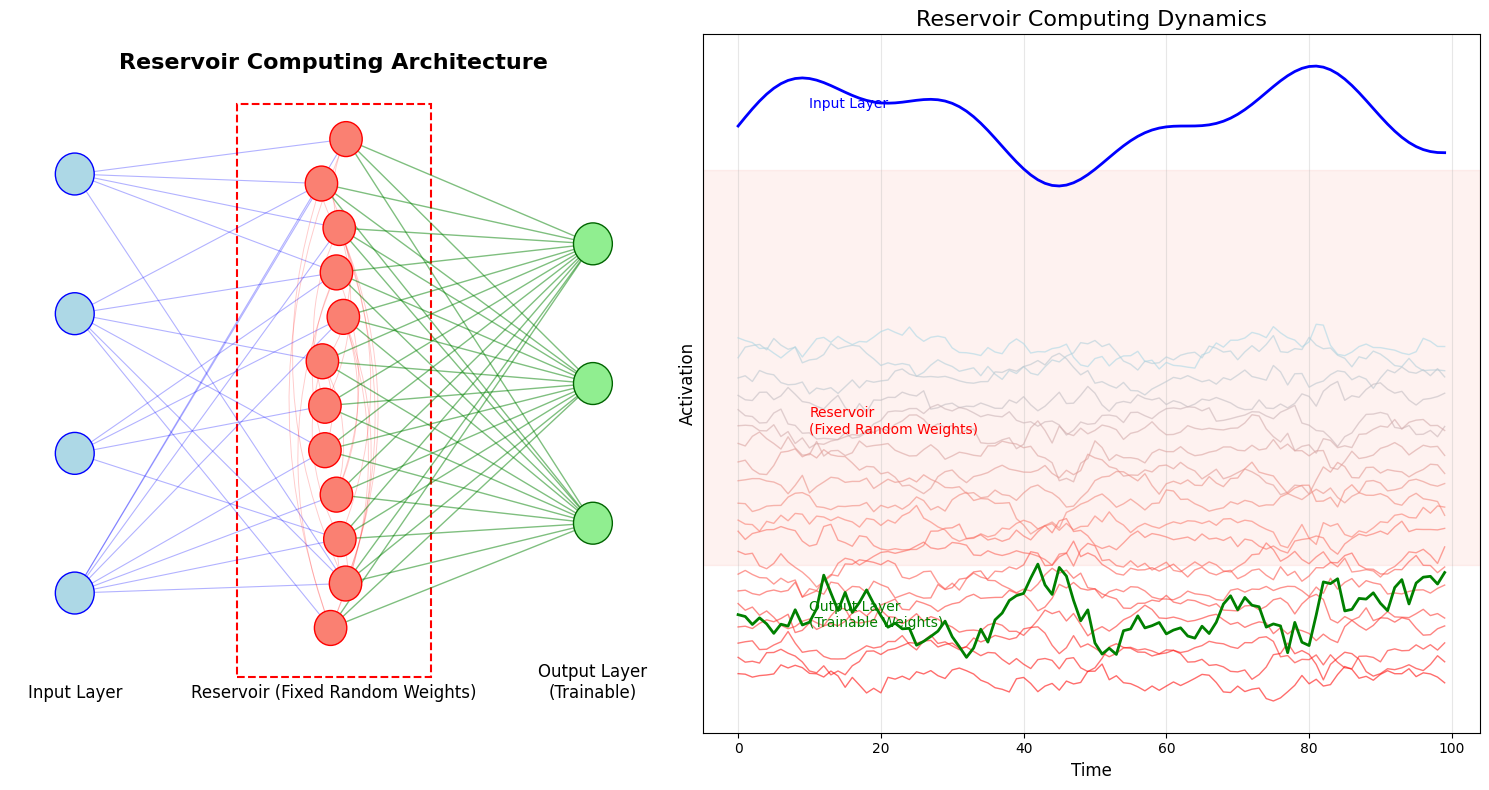 Reservoir Computing Architecture
Input Layer
Reservoir (Fixed Random Weights)
Output Layer
(Trainable)
Reservoir Computing Dynamics
Activation
Input Layer
Reservoir
(Fixed Random Weights)
Output Layer
(Trainable Weights)
0 20 40 60 80 100
Time